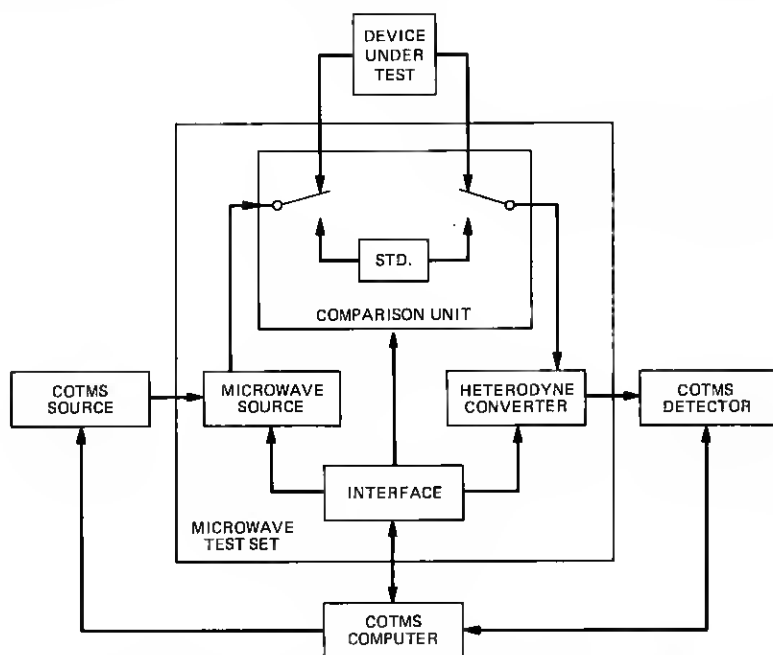 DEVICE
UNDER
TEST
STD.
COMPARISON UNIT
COTMS
SOURCE
MICROWAVE
SOURCE
HETERODYNE
CONVERTER
COTMS
DETECTOR
INTERFACE
MICROWAVE
TEST SET
COTMS
COMPUTER